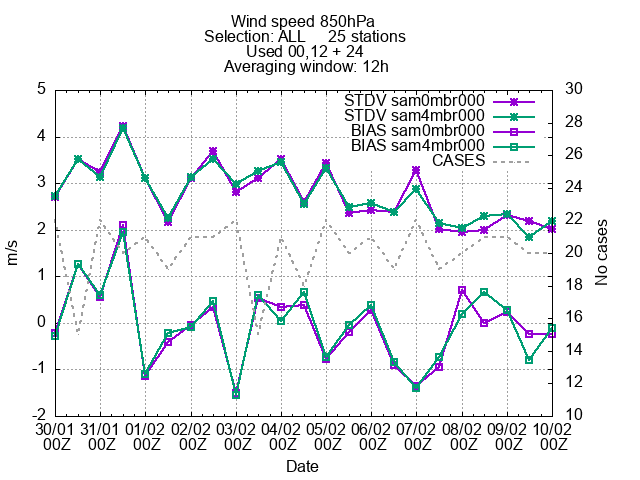 Wind speed 850hPa
Selection: ALL 25 stations
Used 00,12 + 24
Averaging window: 12h
STDV sam0mbr000
STDV sam4mbr000
BIAS sam0mbr000
BIAS sam4mbr000
CASES
5
4
3
2
1
0
-1
-2
m/s
30
28
26
24
22
20
18
16
14
12
10
No cases
30/01 31/01 01/02 02/02 03/02 04/02 05/02 06/02 07/02 08/02 09/02 10/02
00Z 00Z 00Z 00Z 00Z 00Z 00Z 00Z 00Z 00Z 00Z 00Z
Date